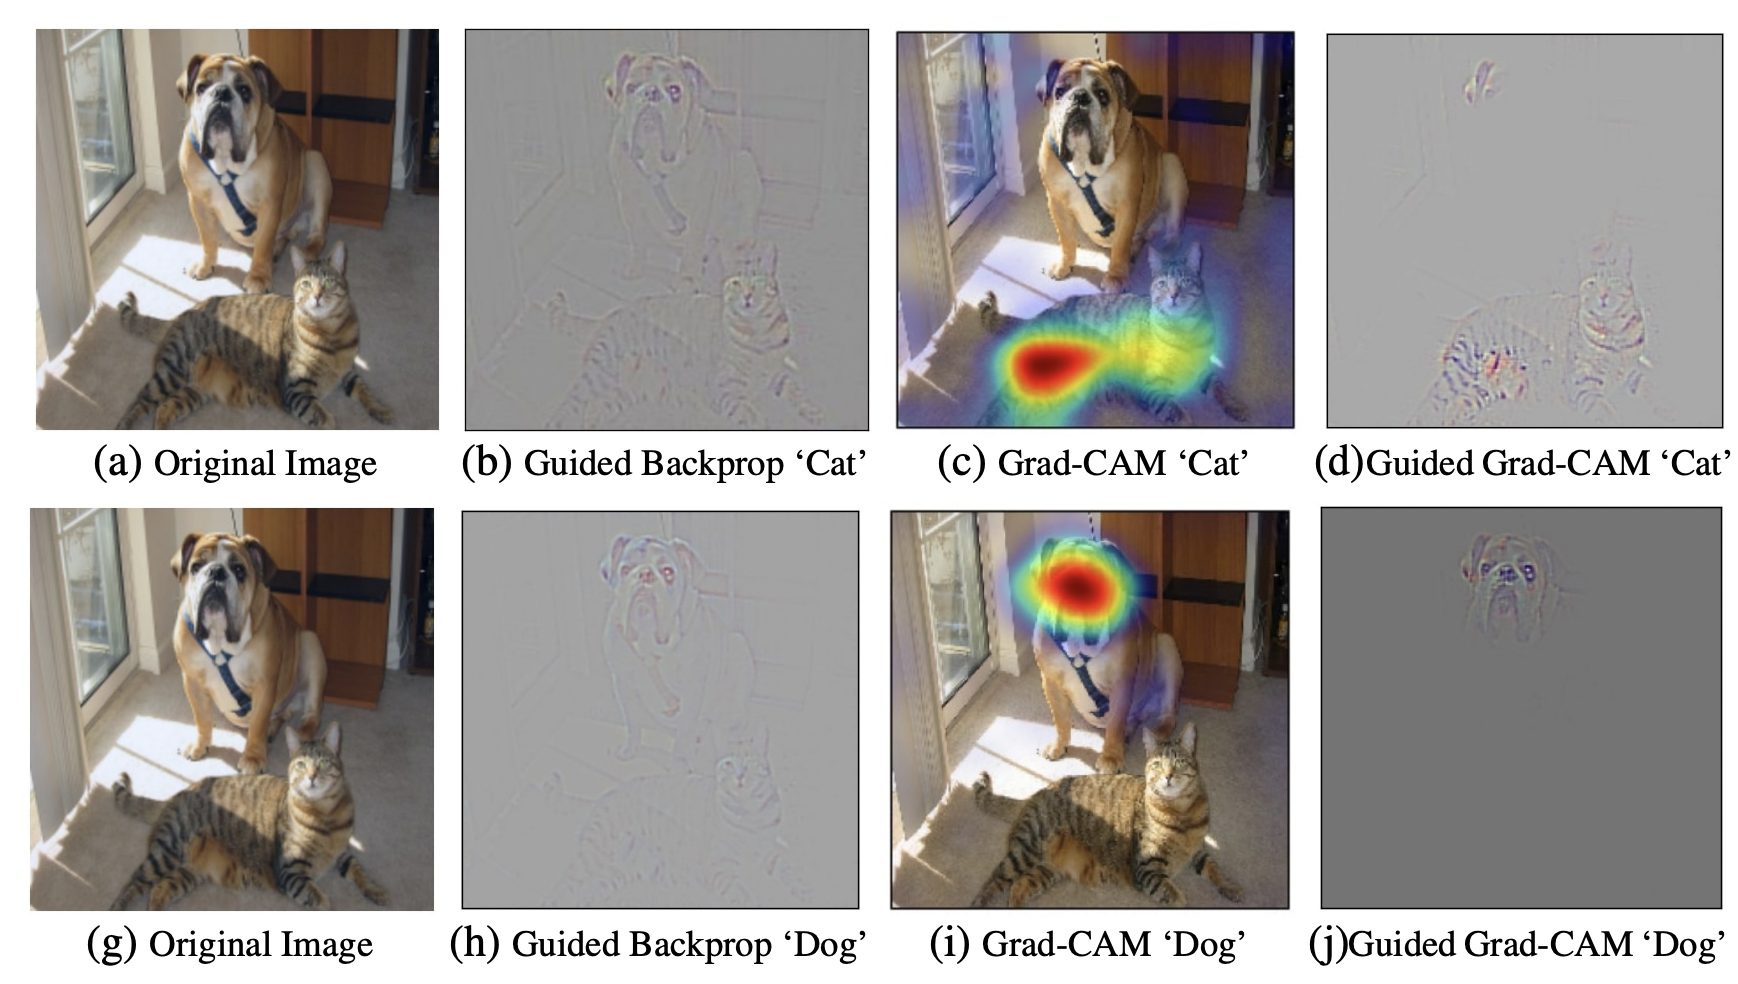 (a) Original Image
(b) Guided Backprop ‘Cat’
(c) Grad-CAM ‘Cat’
(d)Guided Grad-CAM ‘Cat’
(g) Original Image
(h) Guided Backprop ‘Dog’
(i) Grad-CAM ‘Dog’
(j)Guided Grad-CAM ‘Dog’